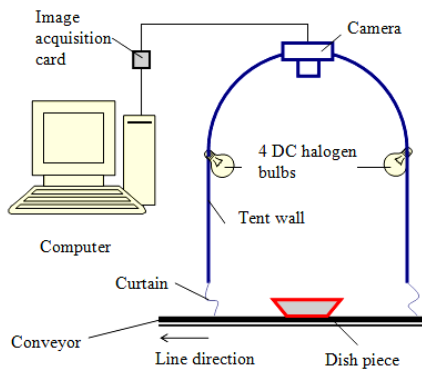 Image
acquisition
card
Camera
4 DC halogen
bulbs
Tent wall
Computer
Curtain
Conveyor
Line direction
Dish piece